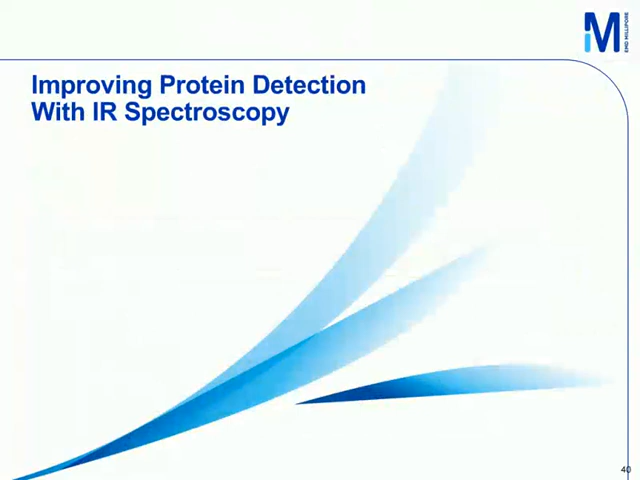 EMD MILLIPORE
Improving Protein Detection
With IR Spectroscopy
40